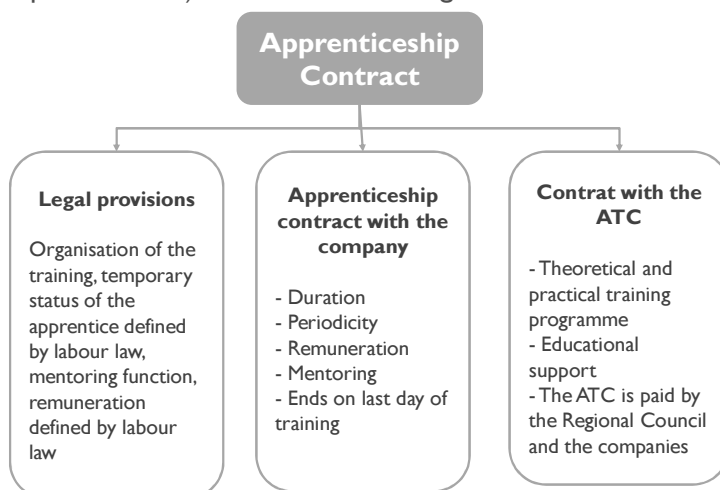 Apprenticeship
Contract
Legal provisions
Organisation of the
training, temporary
status of the
apprentice defined
by labour law,
mentoring function,
remuneration
defined by labour
law
Apprenticeship
contract with the
company
- Duration
- Periodicity
- Remuneration
- Mentoring
- Ends on last day of
training
Contrat with the
ATC
- Theoretical and
practical training
programme
- Educational
support
- The ATC is paid by
the Regional Council
and the companies